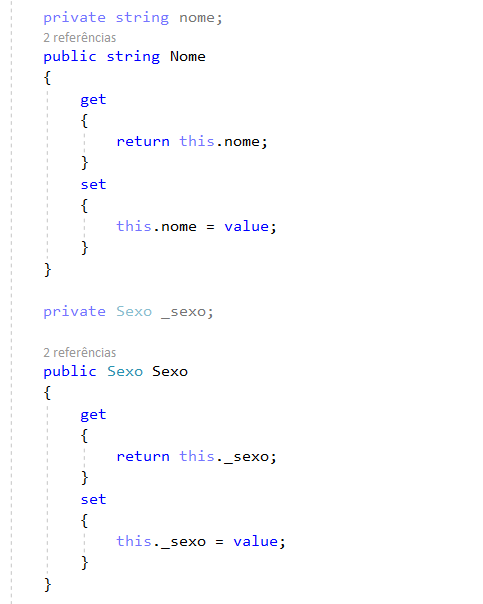 private string nome;
2 referências
public string Nome
{
get
{
return this.nome;
}
set
{
this.nome = value;
}
}
private Sexo _sexo;
2 referências
public Sexo Sexo
{
get
{
return this._sexo;
}
set
{
this._sexo = value;
}
}